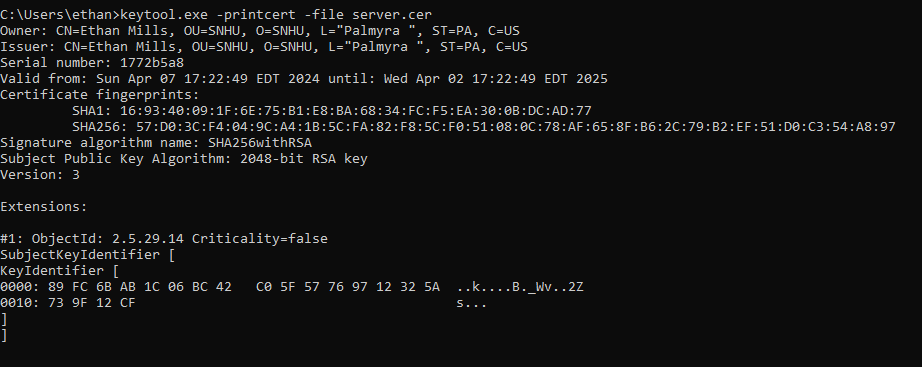 C:\Users\ethan>keytool.exe -printcert -file server.cer
Owner: CN=Ethan Mills, OU=SNHU, O=SNHU, L="Palmyra ", ST=PA, C=US
Issuer: CN=Ethan Mills, OU=SNHU, O=SNHU, L="Palmyra ", ST=PA, C=US
Serial number: 1772b5a8
Valid from: Sun Apr 07 17:22:49 EDT 2024 until: Wed Apr 02 17:22:49 EDT 2025
Certificate fingerprints:
         SHA1: 16:93:40:09:1F:6E:75:B1:E8:BA:68:34:FC:F5:EA:30:0B:DC:AD:77
         SHA256: 57:D0:3C:F4:04:9C:A4:1B:5C:FA:82:F8:5C:F0:51:08:0C:78:AF:65:8F:B6:2C:79:B2:EF:51:D0:C3:54:A8:97
Signature algorithm name: SHA256withRSA
Subject Public Key Algorithm: 2048-bit RSA key
Version: 3
Extensions:
#1: ObjectId: 2.5.29.14 Criticality=false
SubjectKeyIdentifier [
KeyIdentifier [
0000: 89 FC 6B AB 1C 06 BC 42   C0 5F 57 76 97 12 32 5A  ..k....B._Wv..2Z
0010: 73 9F 12 CF                                        s...
]
]